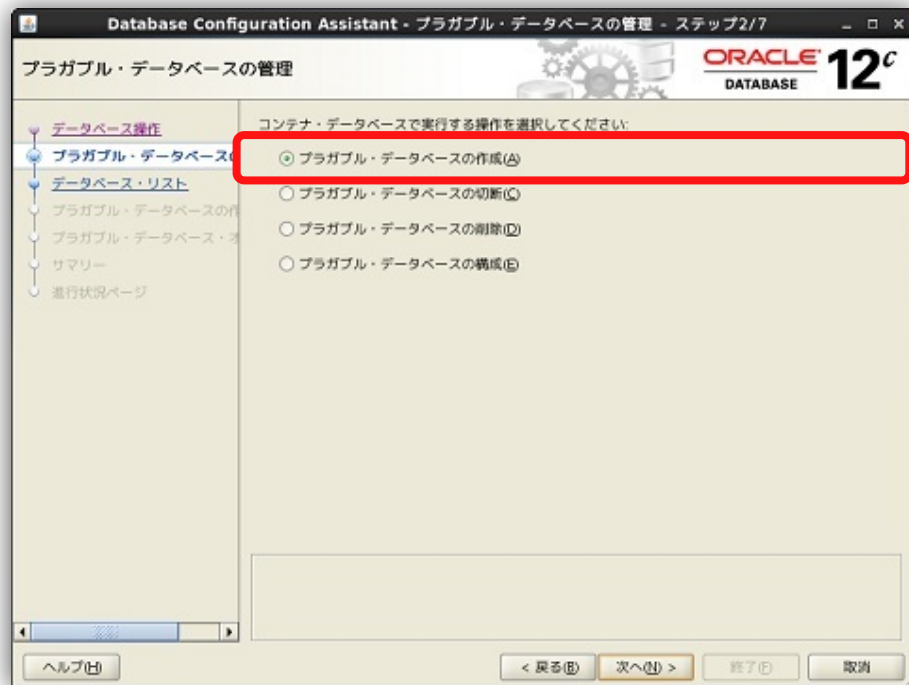 Database Configuration Assistant - プラガブル・データベースの管理 - ステップ2/7
プラガブル・データベースの管理
ORACLE
DATABASE
12c
データベース操作
プラガブル・データベースの
データベース・リスト
プラガブル・データベースの作
プラガブル・データベース・オ
サマリー
進行状況ページ
コンテナ・データベースで実行する操作を選択してください:
プラガブル・データベースの作成(A)
プラガブル・データベースの切断(C)
プラガブル・データベースの削除(D)
プラガブル・データベースの構成(E)
ヘルプ(H)
< 戻る(B)
次へ(N) >
終了(F)
取消